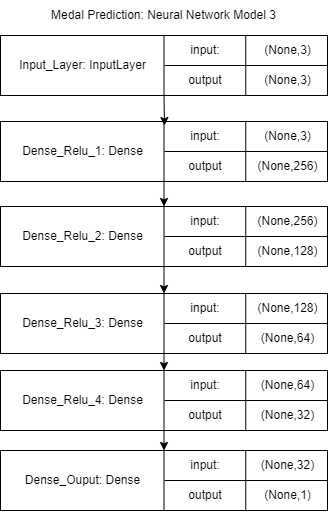 Medal Prediction: Neural Network Model 3
Input_Layer: InputLayer
input:
(None,3)
output
(None,3)
Dense_Relu_1: Dense
input:
(None,3)
output
(None,256)
Dense_Relu_2: Dense
input:
(None,256)
output
(None,128)
Dense_Relu_3: Dense
input:
(None,128)
output
(None,64)
Dense_Relu_4: Dense
input:
(None,64)
output
(None,32)
Dense_Ouput: Dense
input:
(None,32)
output
(None,1)